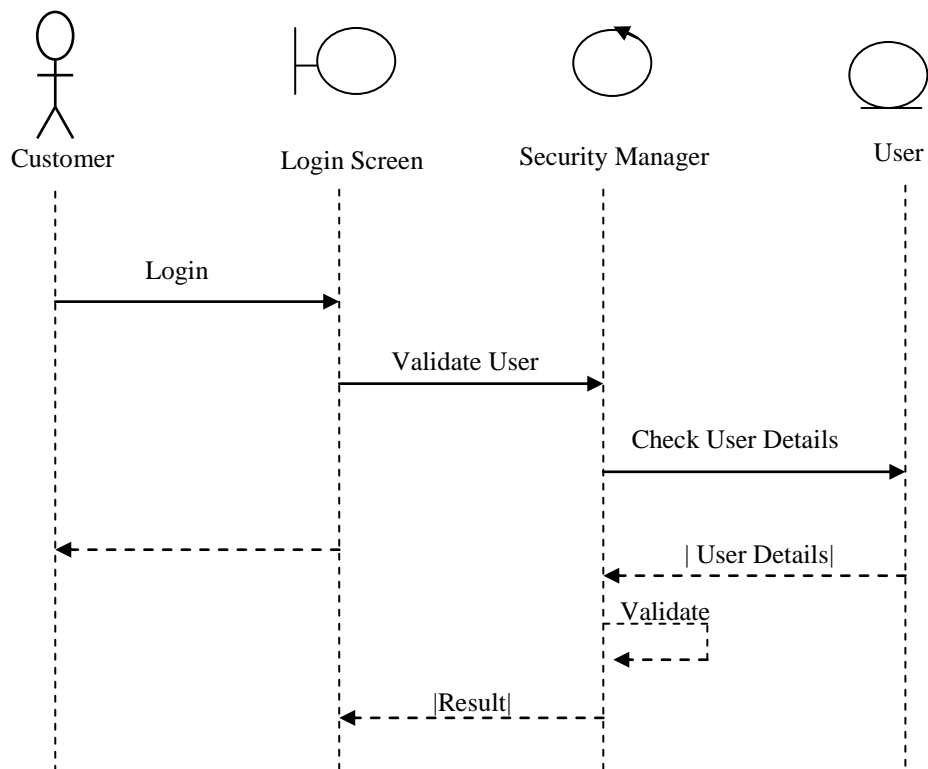 Customer
Login Screen
Security Manager
User
Login
Validate User
Check User Details
| User Details|
Validate
|Result|